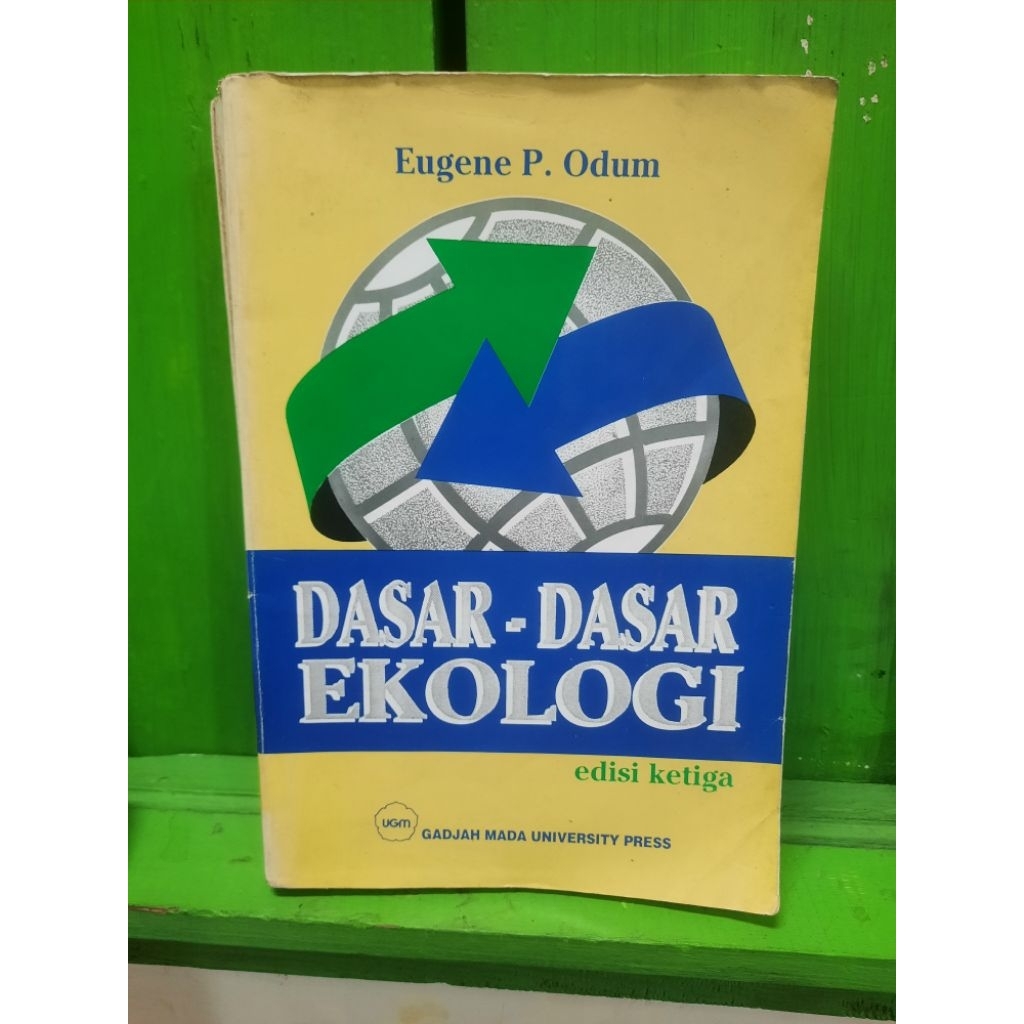 Eugene P. Odum
DASAR - DASAR
EKOLOGI
edisi ketiga
UGM
GADJAH MADA UNIVERSITY PRESS